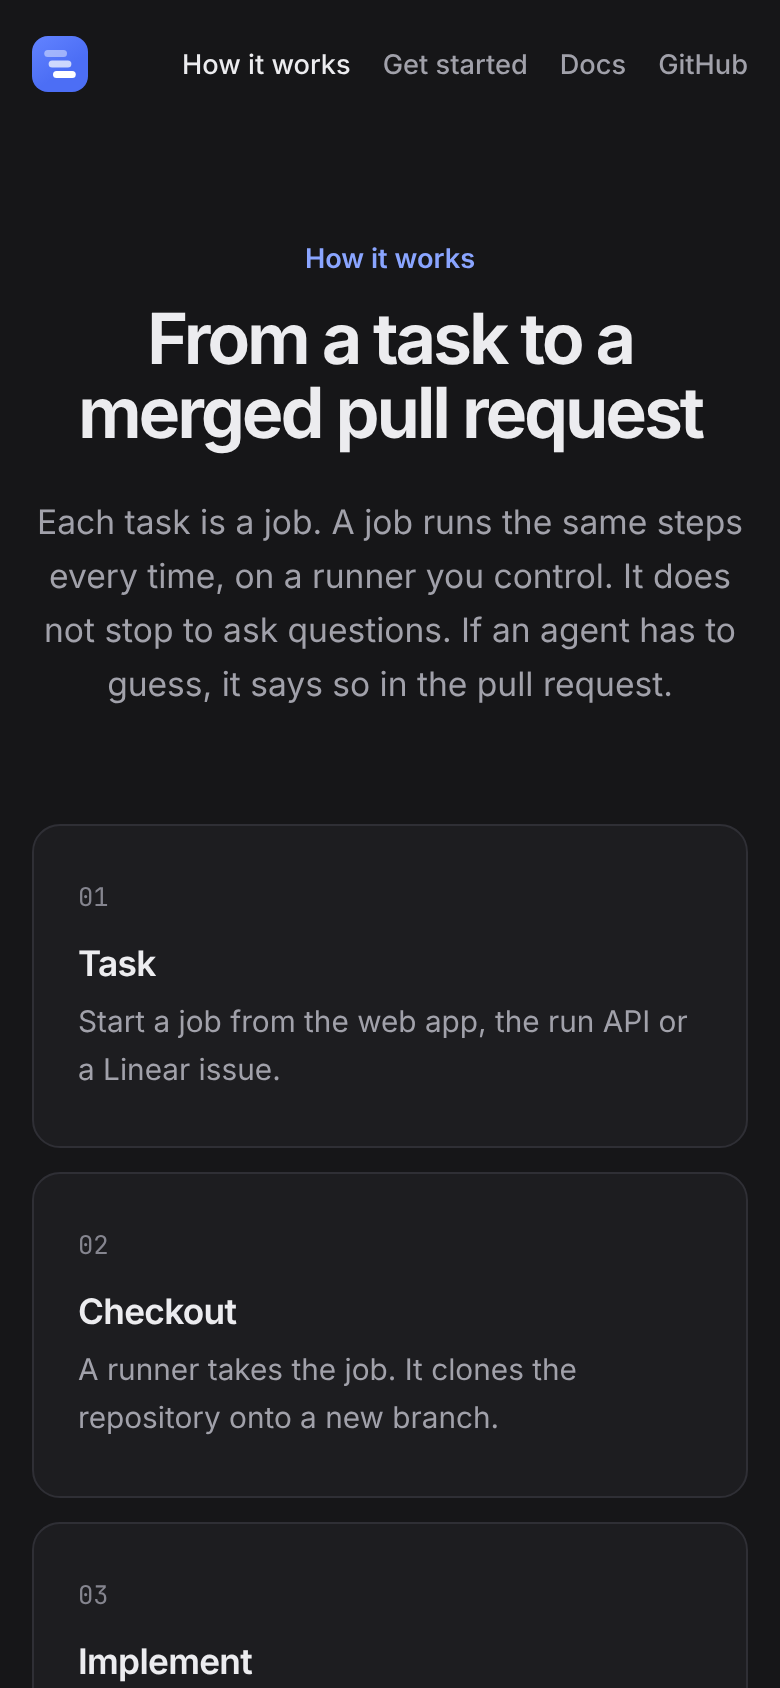 How it works Get started Docs GitHub
How it works
From a task to a
merged pull request
Each task is a job. A job runs the same steps
every time, on a runner you control. It does
not stop to ask questions. If an agent has to
guess, it says so in the pull request.
01
Task
Start a job from the web app, the run API or
a Linear issue.
02
Checkout
A runner takes the job. It clones the
repository onto a new branch.
03
Implement